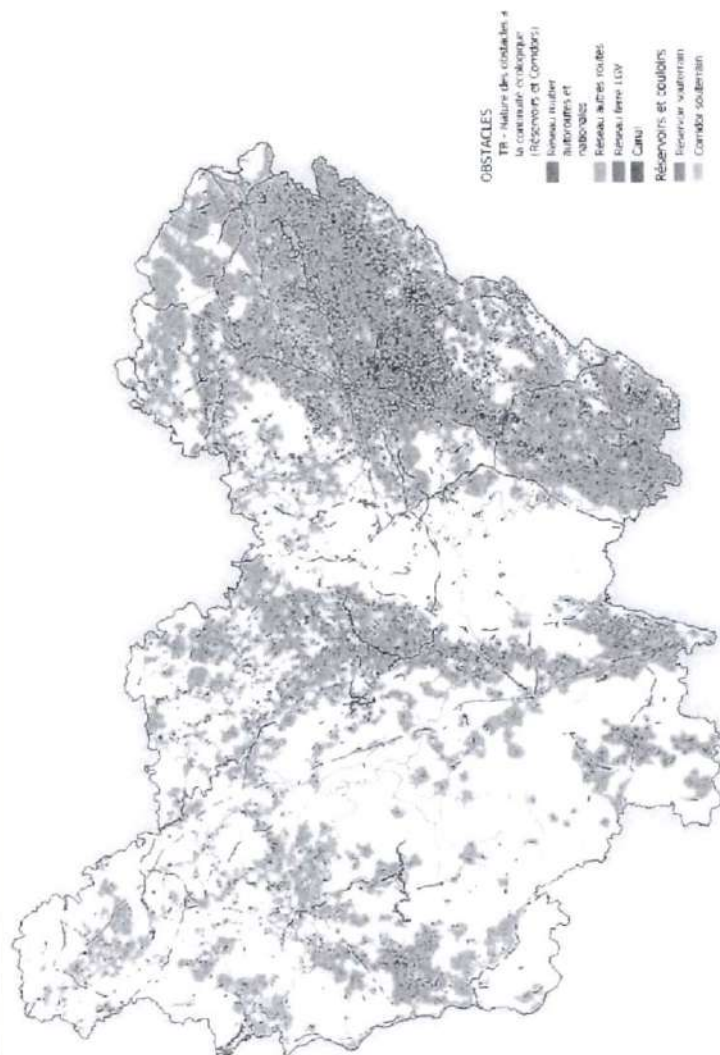 OBSTACLES
TR - Nature des obstacles à
la continuité écologique
(Réservoirs et Corridors)
Réseau routier
autoroutes et
nationales
Réseau autres routes
Réseau ferré LGV
Canal
Réservoirs et couloirs
Réservoir souterrain
Corridor souterrain